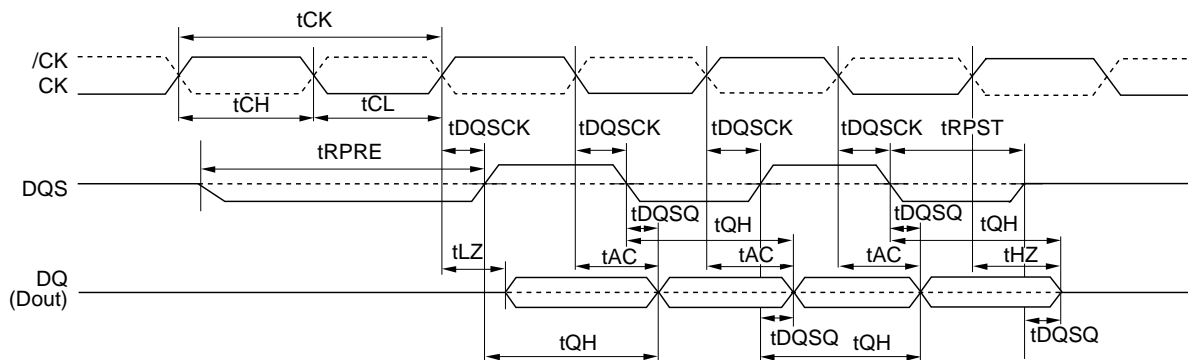 tCK
/CK
CK
tCH
tCL
tDQSCK
tDQSCK
tDQSCK
tDQSCK
tRPST
tRPRE
DQS
tDQSQ
tQH
tDQSQ
tQH
tLZ
tAC
tAC
tAC
tHZ
DQ
(Dout)
tQH
tDQSQ
tQH
tDQSQ